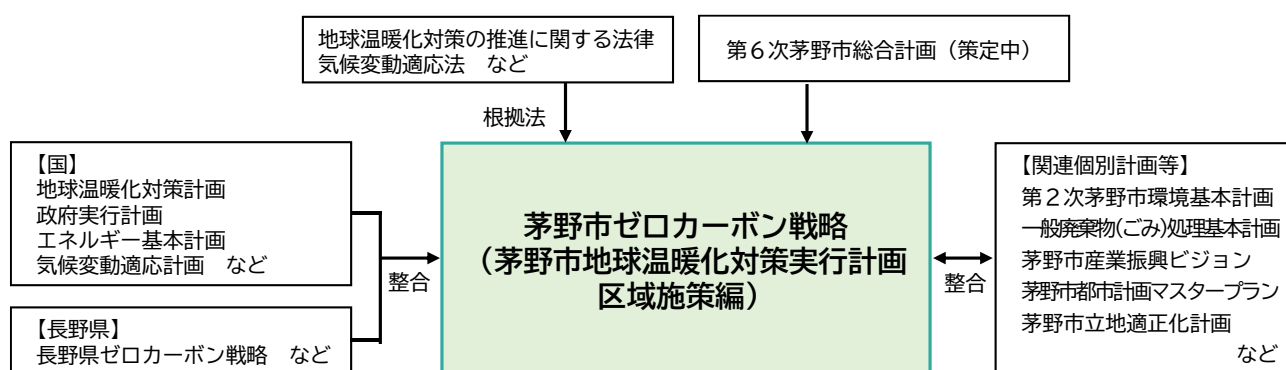 地球温暖化対策の推進に関する法律
気候変動適応法　など
第６次茅野市総合計画（策定中）
根拠法
【国】
地球温暖化対策計画
政府実行計画
エネルギー基本計画
気候変動適応計画　など
【長野県】
長野県ゼロカーボン戦略　など
整合
茅野市ゼロカーボン戦略
（茅野市地球温暖化対策実行計画
区域施策編）
整合
【関連個別計画等】
第２次茅野市環境基本計画
一般廃棄物(ごみ)処理基本計画
茅野市産業振興ビジョン
茅野市都市計画マスタープラン
茅野市立地適正化計画
など